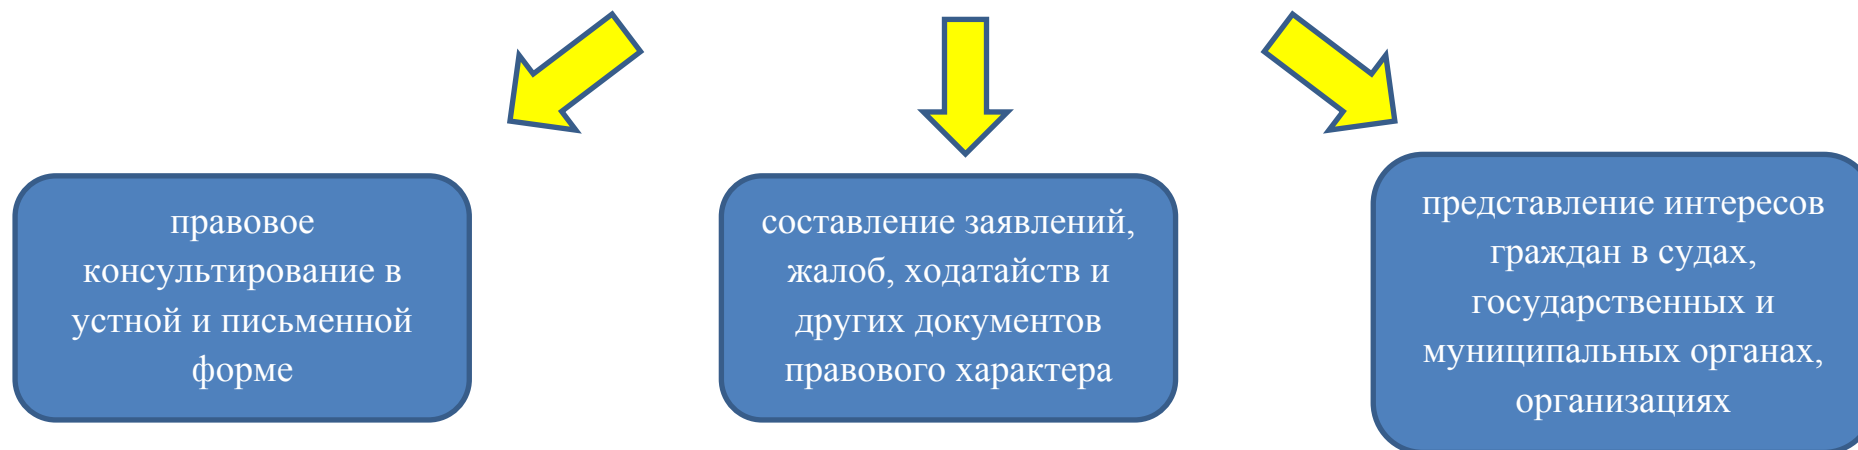 правовое
консультирование в
устной и письменной
форме
составление заявлений,
жалоб, ходатайств и
других документов
правового характера
представление интересов
граждан в судах,
государственных и
муниципальных органах,
организациях